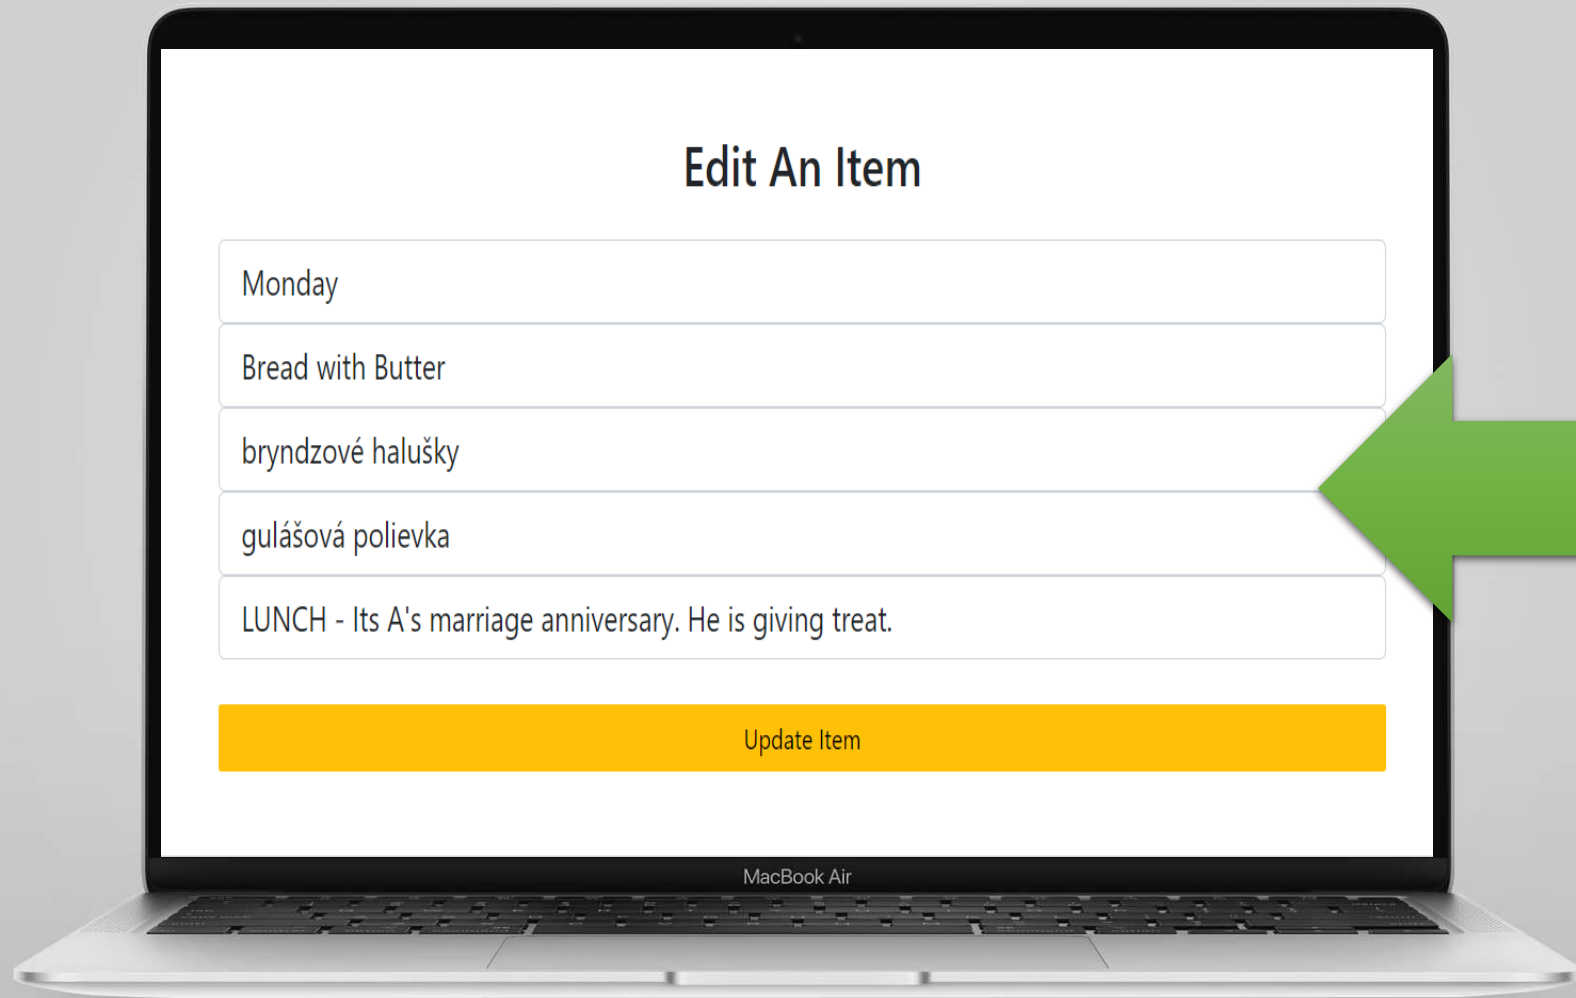 Edit An Item
Monday
Bread with Butter
bryndzové halušky
gulášová polievka
LUNCH - Its A's marriage anniversary. He is giving treat.
Update Item
MacBook Air